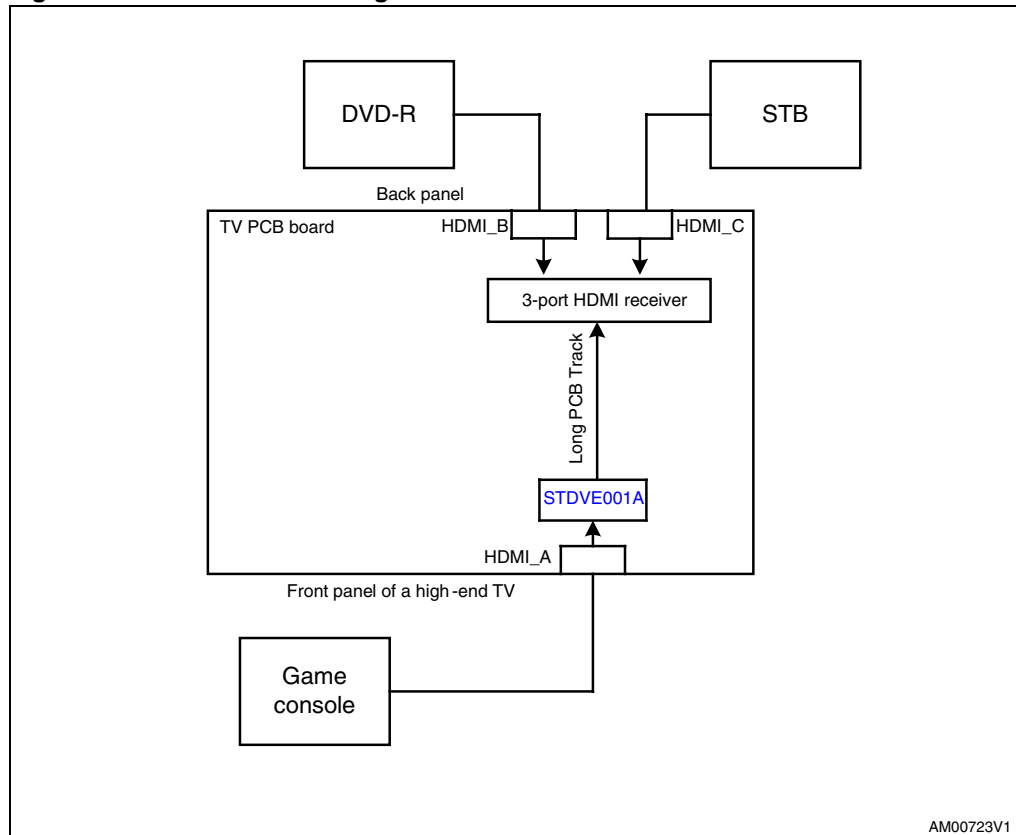 DVD-R
STB
Back panel
TV PCB board
HDMI_B
HDMI_C
3-port HDMI receiver
Long PCB Track
STDVE001A
HDMI_A
Front panel of a high-end TV
Game
console
AM00723V1